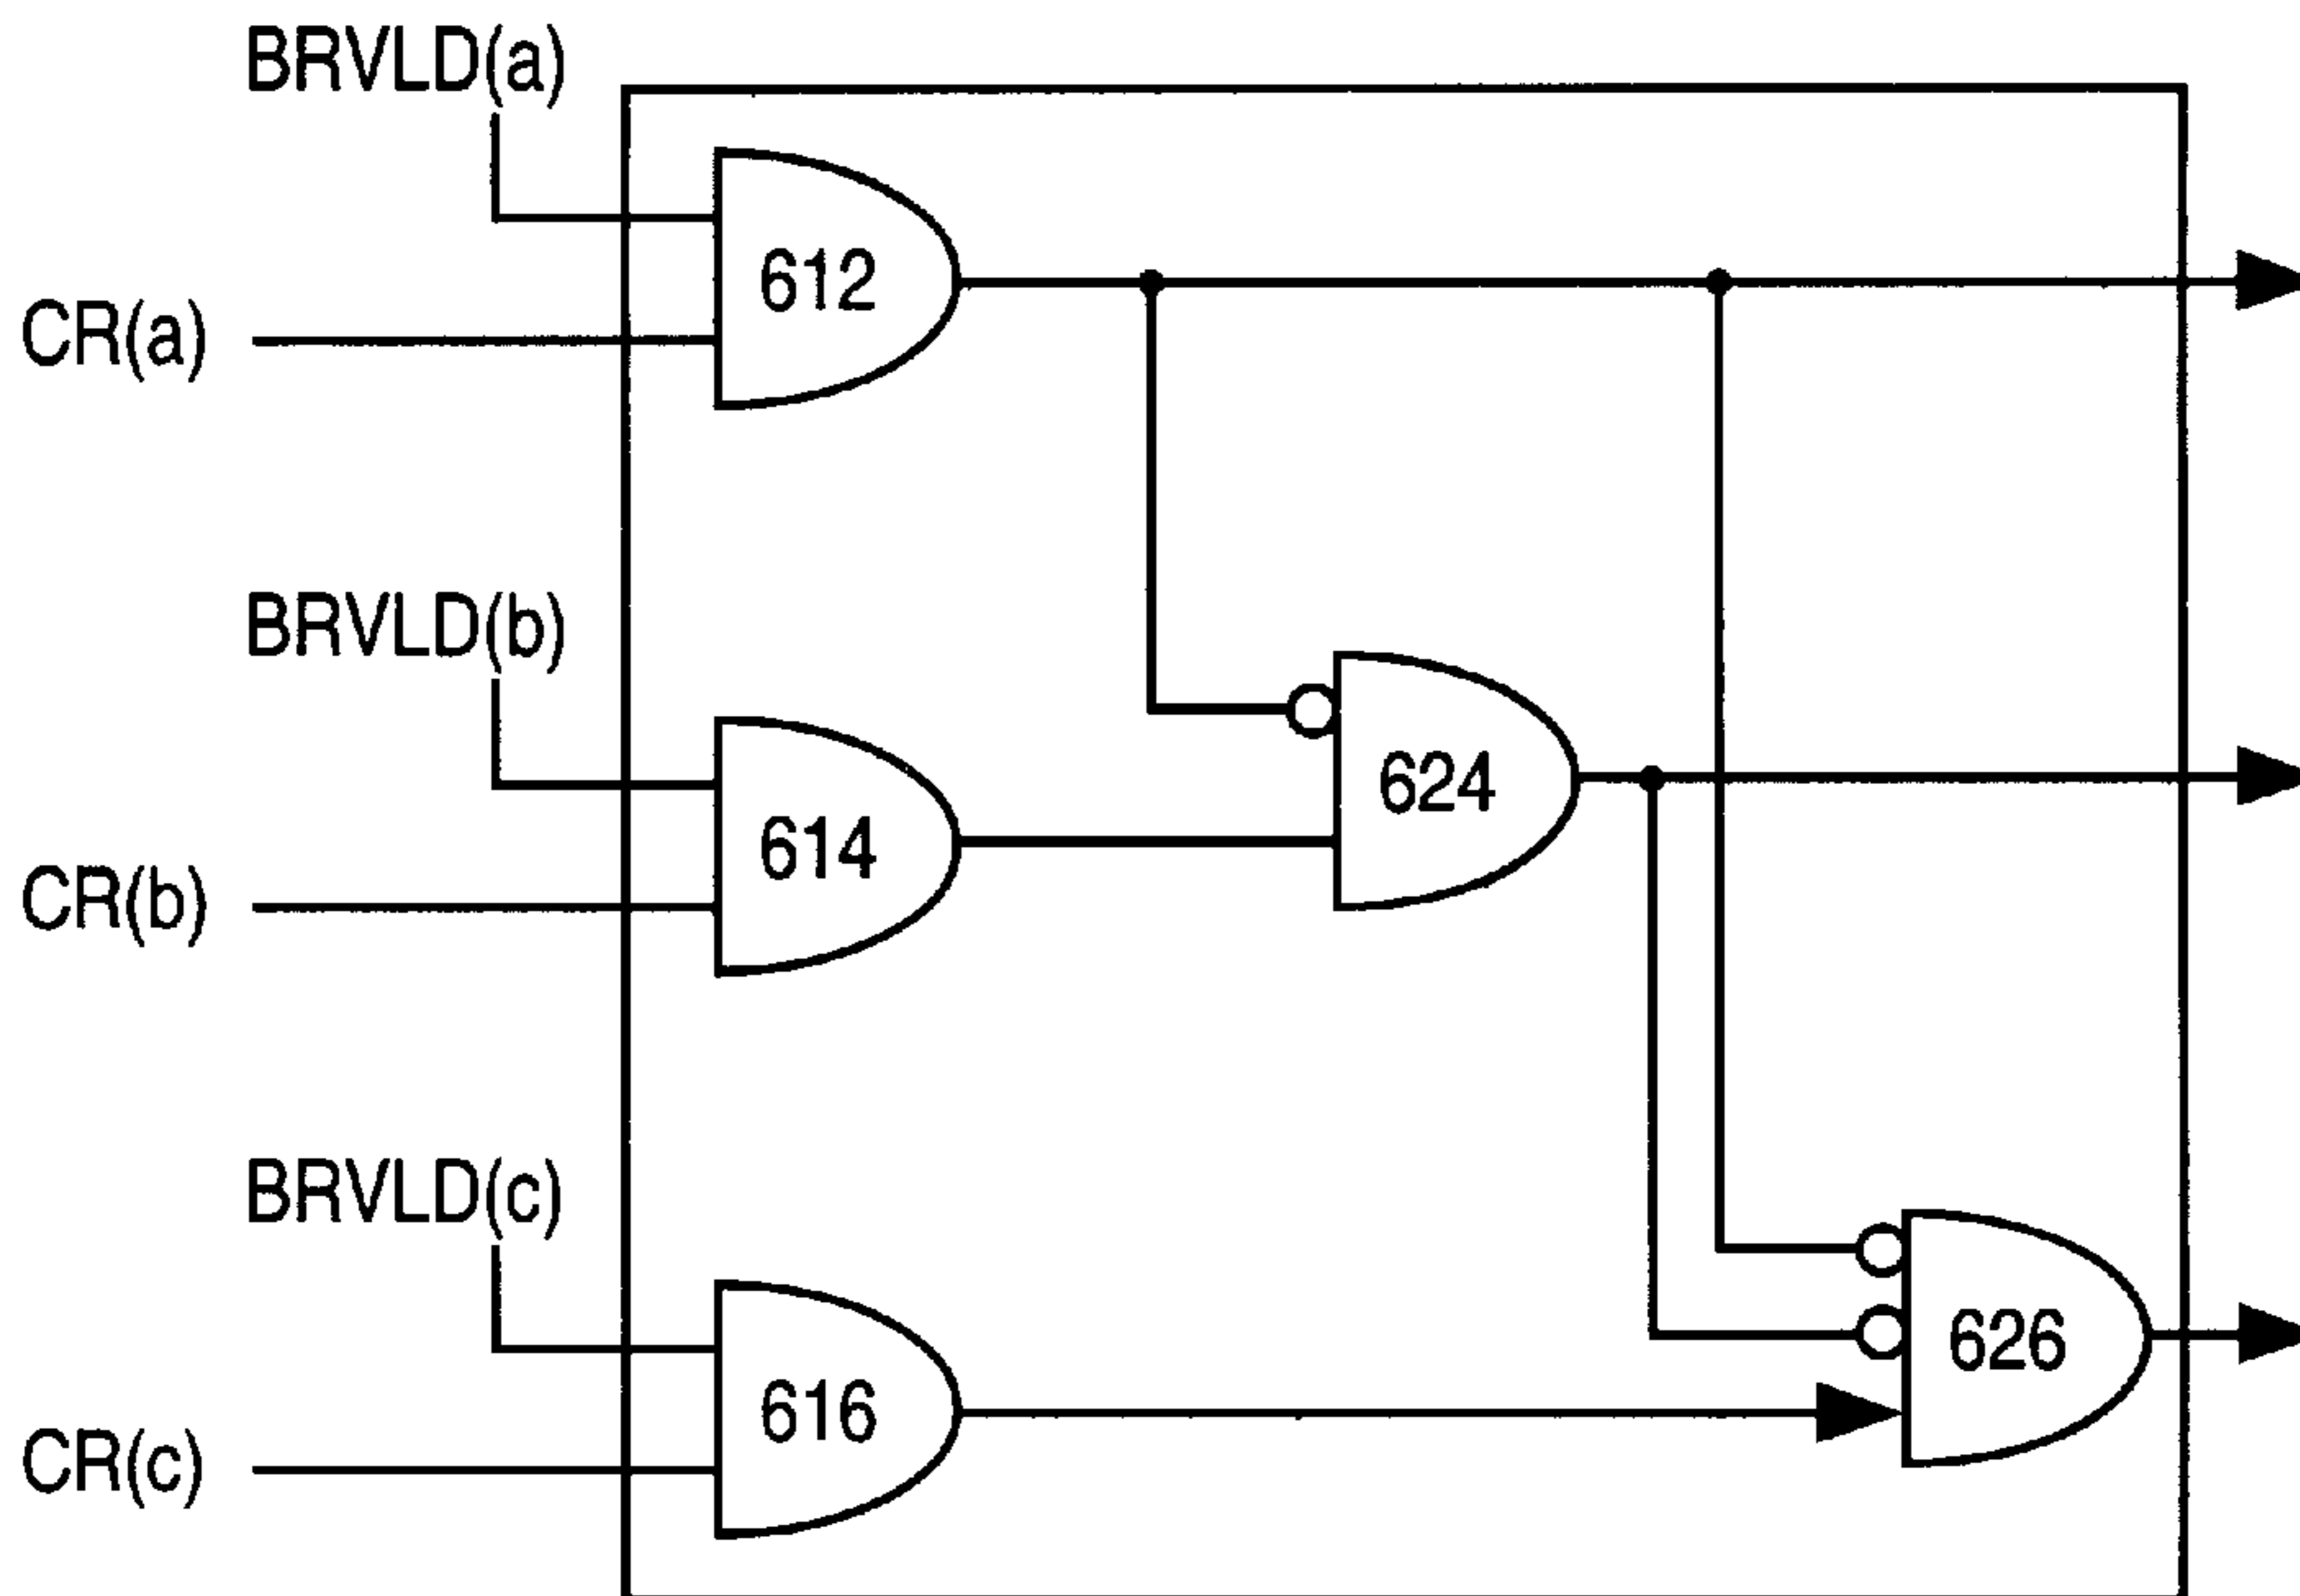 BRVLD(a)
612
CR(a)
BRVLD(b)
624
614
CR(b)
BRVLD(c)
626
616
CR(c)